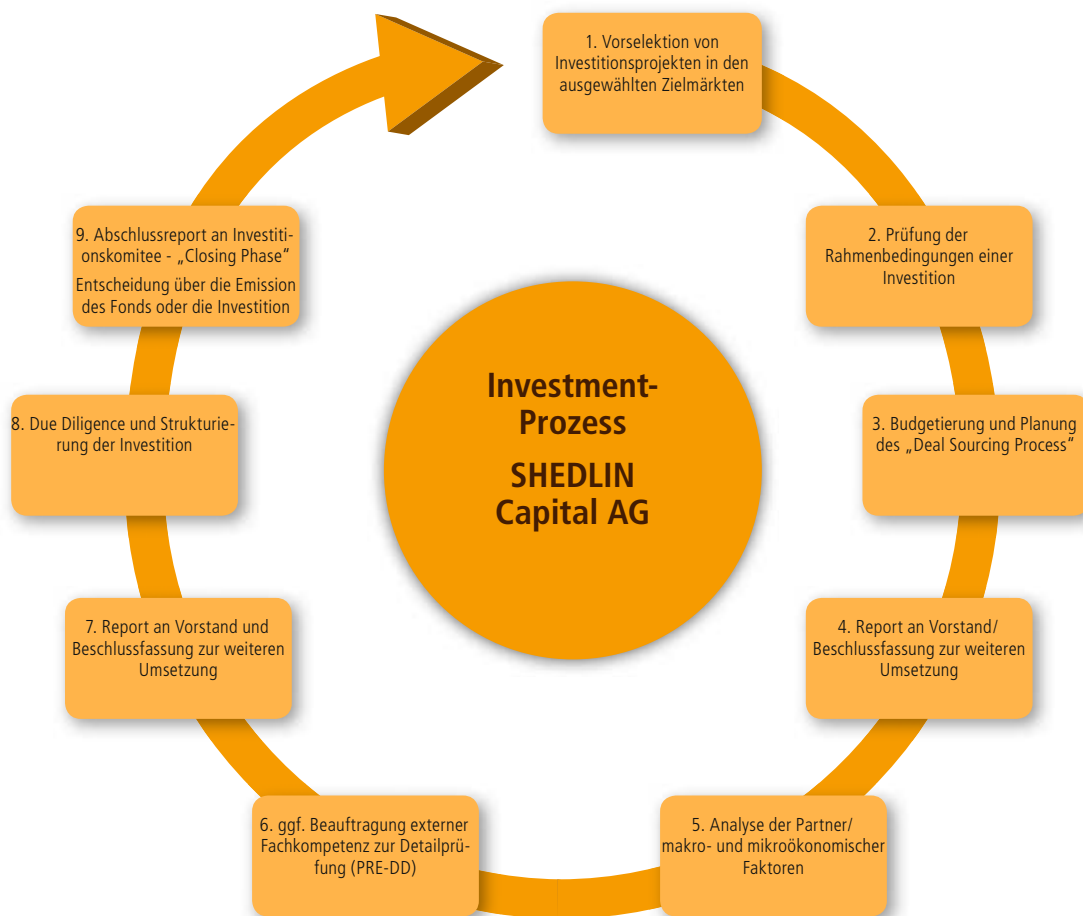 1. Vorselektion von
Investitionsprojekten in den
ausgewählten Zielmärkten
2. Prüfung der
Rahmenbedingungen einer
Investition
3. Budgetierung und Planung
des „Deal Sourcing Process“
4. Report an Vorstand/
Beschlussfassung zur weiteren
Umsetzung
5. Analyse der Partner/
makro- und mikroökonomischer
Faktoren
6. ggf. Beauftragung externer
Fachkompetenz zur Detailprü-
fung (PRE-DD)
7. Report an Vorstand und
Beschlussfassung zur weiteren
Umsetzung
8. Due Diligence und Strukturie-
rung der Investition
9. Abschlussreport an Investiti-
onskomitee - „Closing Phase“
Entscheidung über die Emission
des Fonds oder die Investition
Investment-
Prozess
SHEDLIN
Capital AG